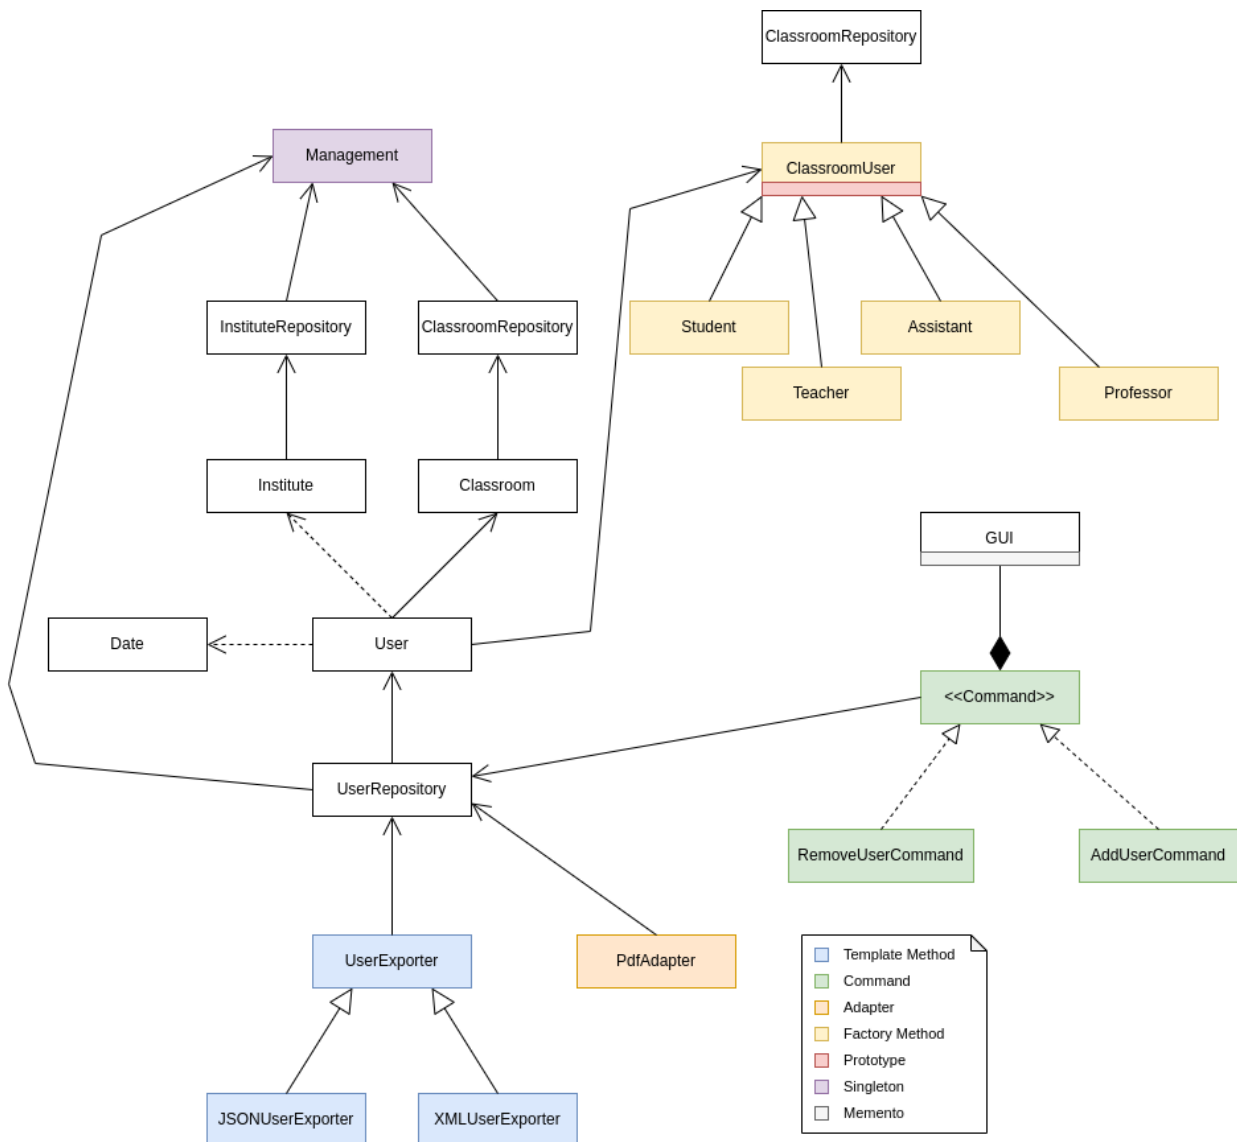 ClassroomRepository
Management
ClassroomUser
InstituteRepository
ClassroomRepository
Student
Assistant
Teacher
Professor
Institute
Classroom
GUI
Date
User
<<Command>>
UserRepository
RemoveUserCommand
AddUserCommand
UserExporter
PdfAdapter
Template Method
Command
Adapter
Factory Method
Prototype
Singleton
Memento
JSONUserExporter
XMLUserExporter